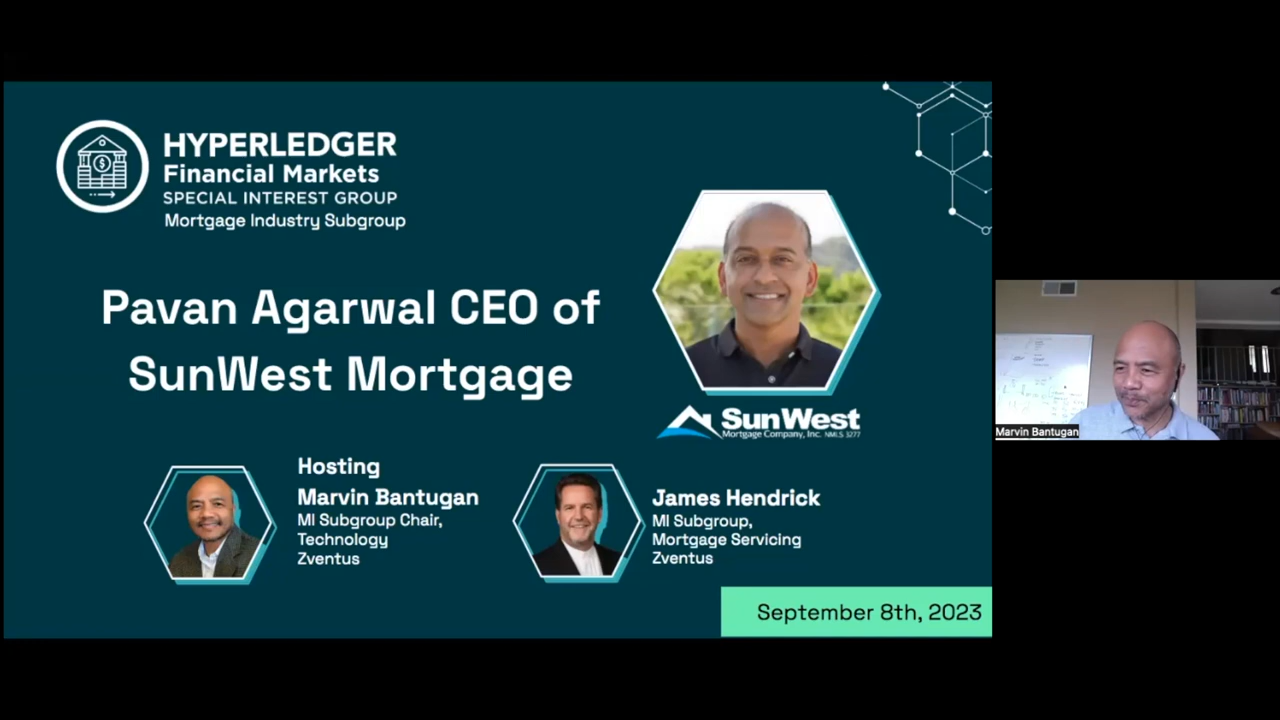 HYPERLEDGER
Financial Markets
SPECIAL INTEREST GROUP
Mortgage Industry Subgroup
Pavan Agarwal CEO of
SunWest Mortgage
SunWest
Mortgage Company, Inc. NMLS 3277
Hosting
Marvin Bantugan
MI Subgroup Chair,
Technology
Zventus
James Hendrick
MI Subgroup,
Mortgage Servicing
Zventus
September 8th, 2023
Marvin Bantugan